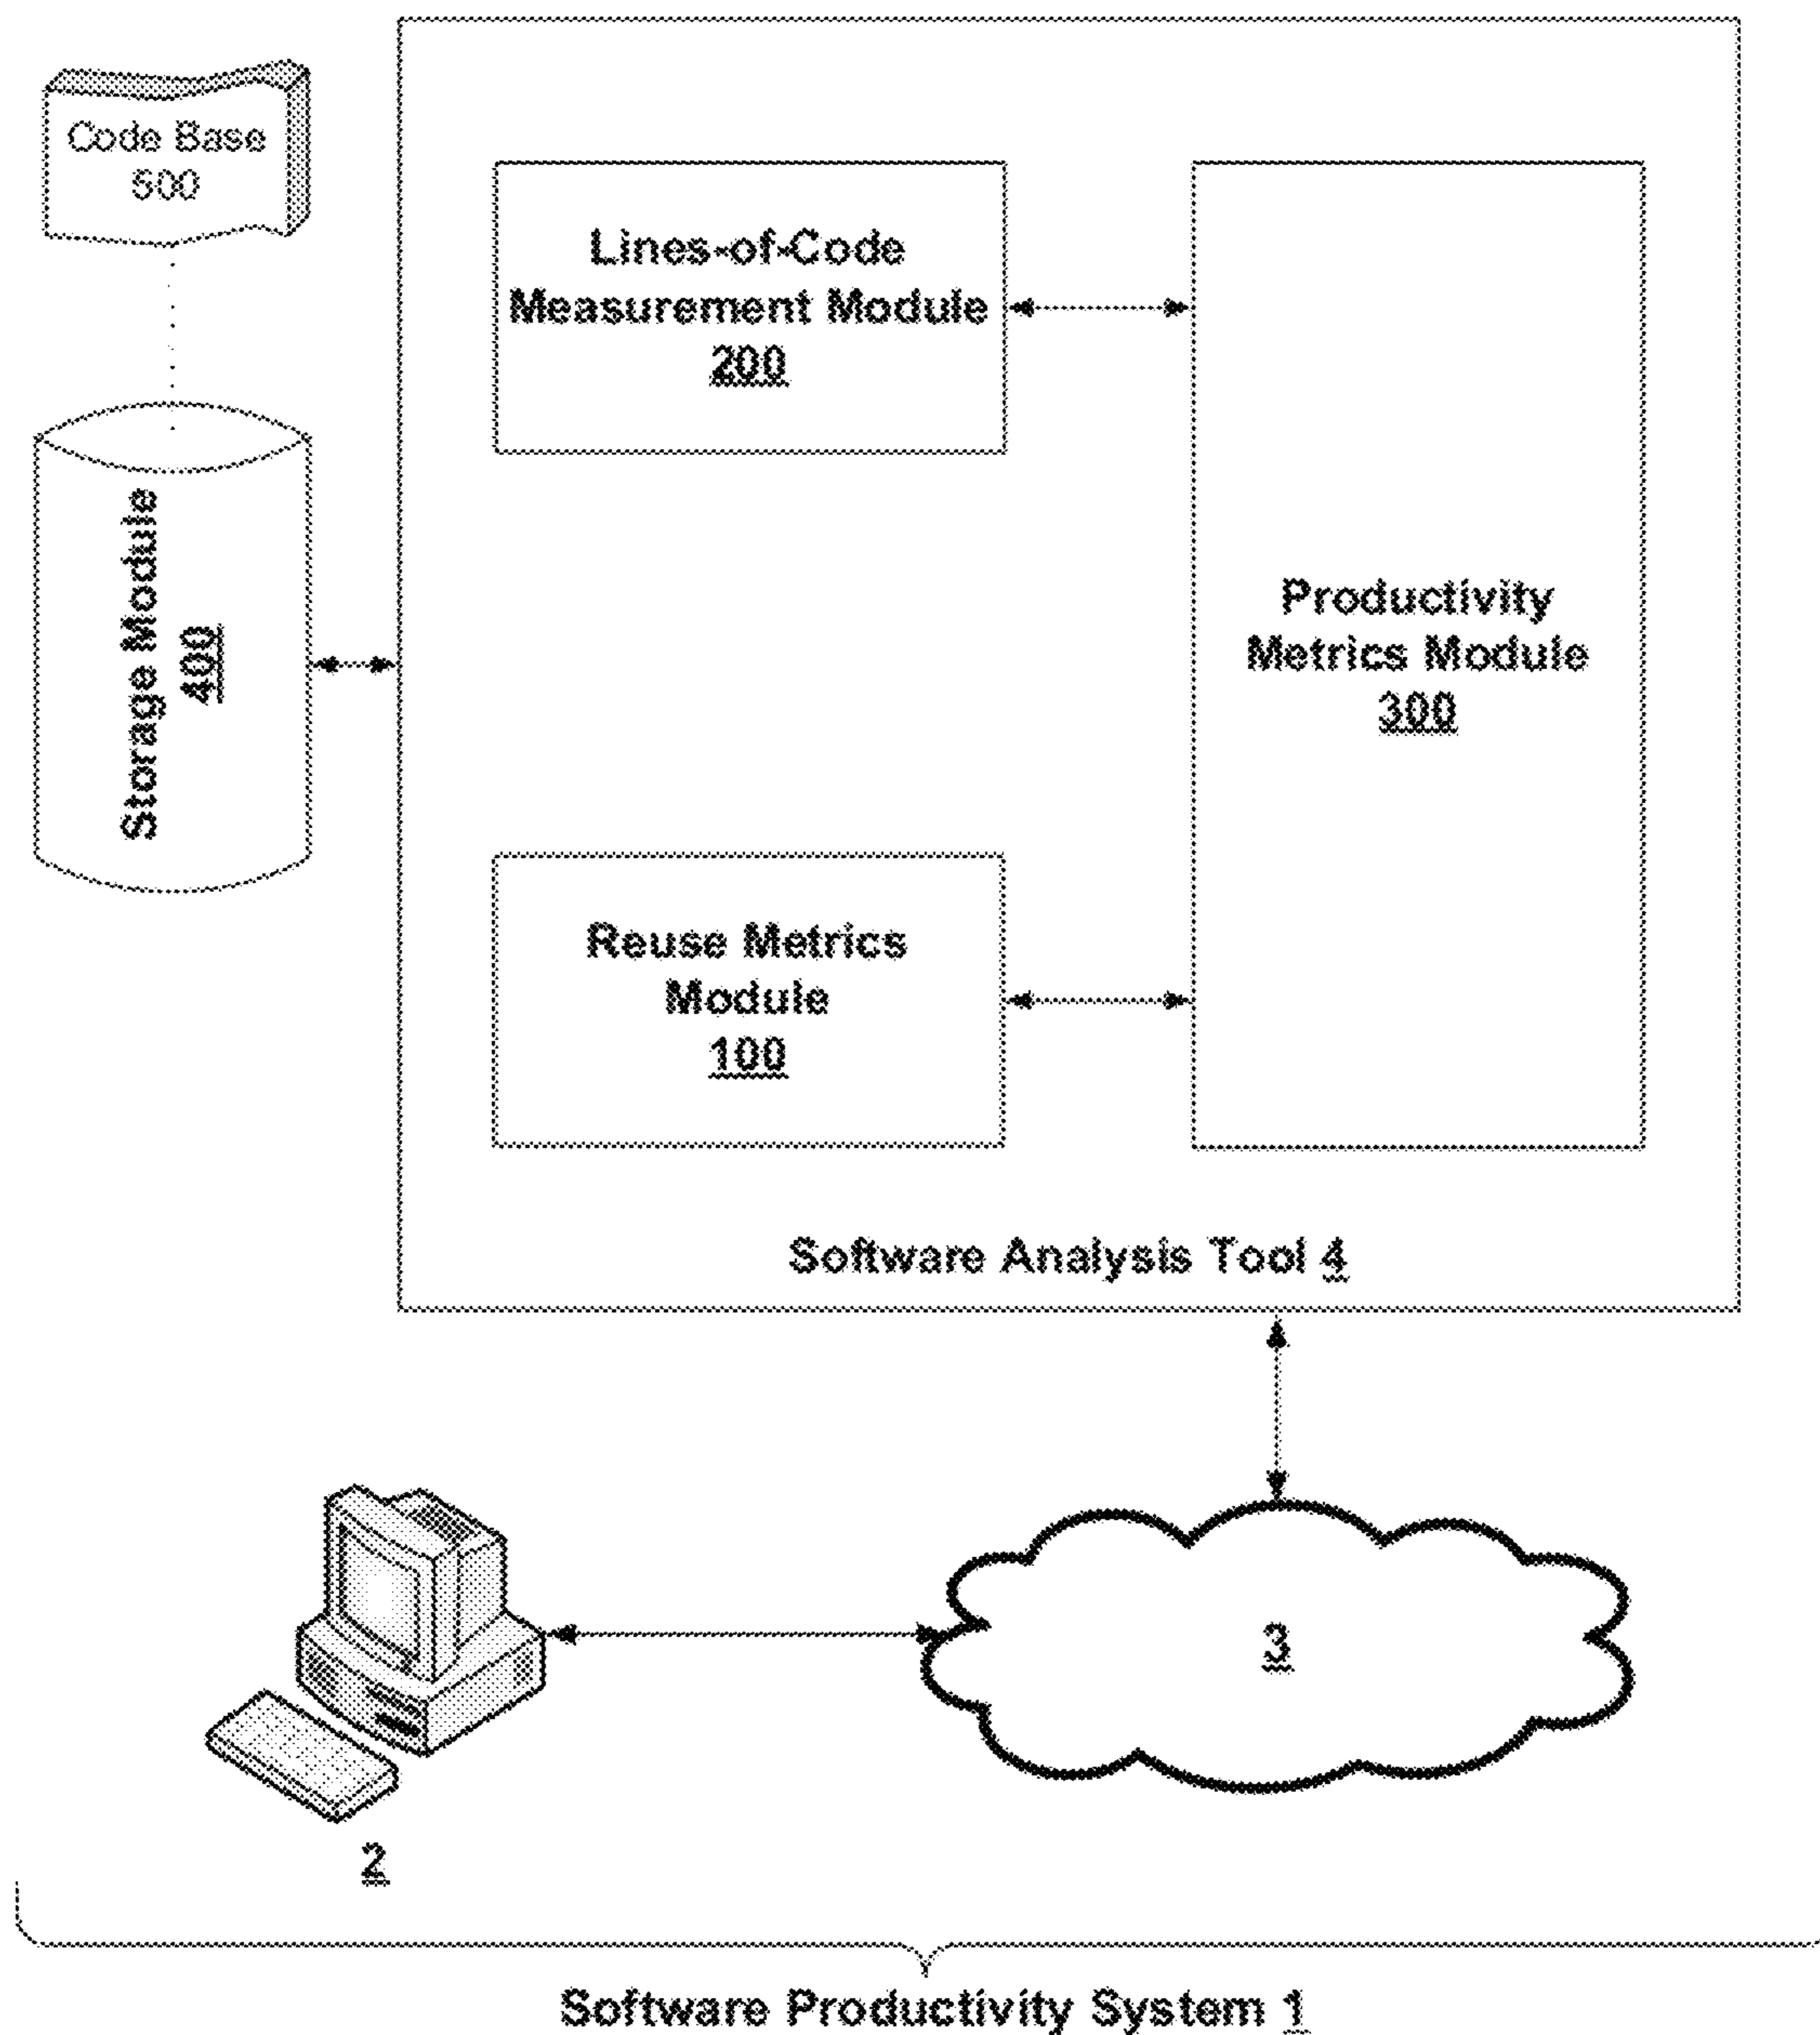 Code Base
500
Lines-of-Code
Measurement Module
200
Storage Module
400
Productivity
Metrics Module
300
Reuse Metrics
Module
100
Software Analysis Tool 4
3
2
Software Productivity System 1